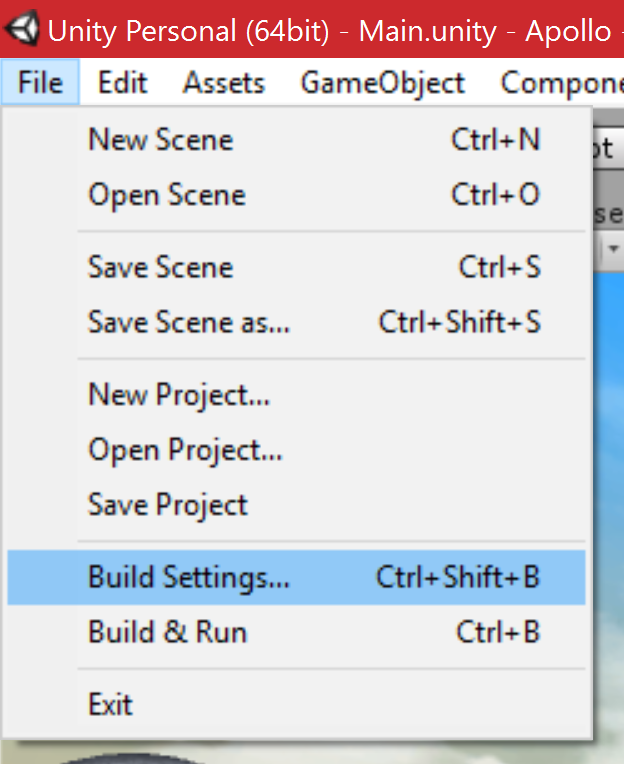 Unity Personal (64bit) - Main.unity - Apollo -
File Edit Assets GameObject Compone
New Scene Ctrl+N
Open Scene Ctrl+O
Save Scene Ctrl+S
Save Scene as... Ctrl+Shift+S
New Project...
Open Project...
Save Project
Build Settings... Ctrl+Shift+B
Build & Run Ctrl+B
Exit